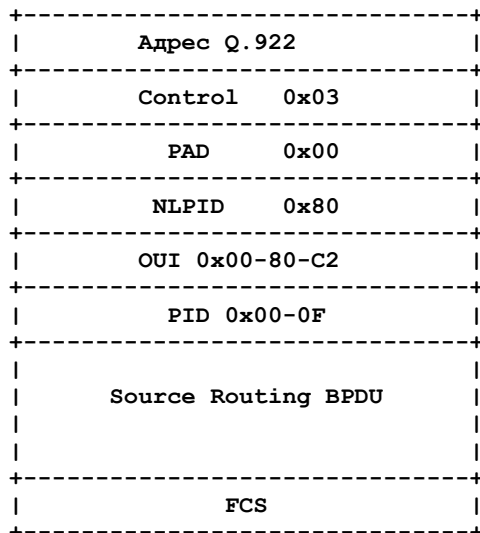 +-------------------------------+
|        Адрес Q.922            |
+-------------------------------+
|        Control   0x03         |
+-------------------------------+
|          PAD     0x00         |
+-------------------------------+
|         NLPID    0x80         |
+-------------------------------+
|        OUI 0x00-80-C2         |
+-------------------------------+
|          PID 0x00-0F          |
+-------------------------------+
|                               |
|      Source Routing BPDU      |
|                               |
|                               |
+-------------------------------+
|              FCS              |
+-------------------------------+